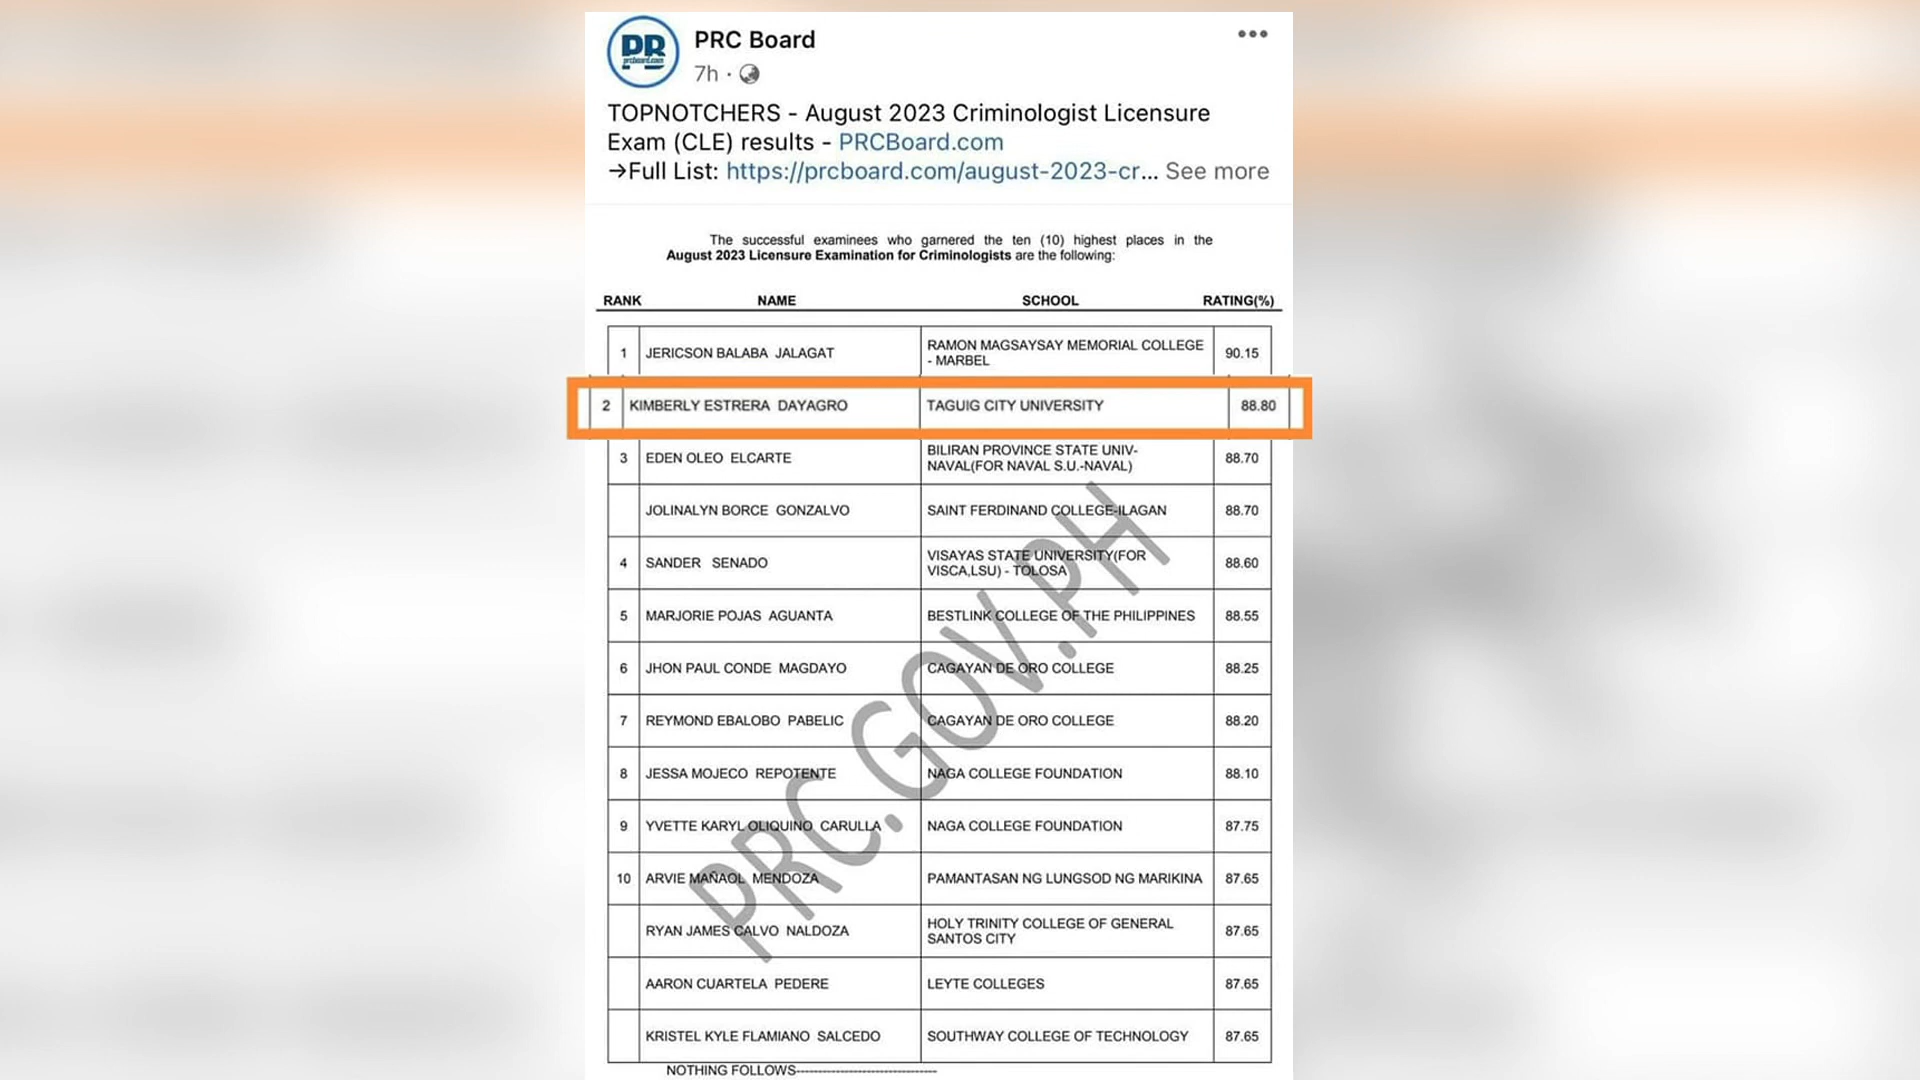 PR
prcboard.com
PRC Board
7h ·
TOPNOTCHERS - August 2023 Criminologist Licensure
Exam (CLE) results - PRCBoard.com
→Full List: https://prcboard.com/august-2023-cr... See more
The successful examinees who garnered the ten (10) highest places in the
August 2023 Licensure Examination for Criminologists are the following:
RANK NAME SCHOOL RATING(%)
1 JERICSON BALABA JALAGAT RAMON MAGSAYSAY MEMORIAL COLLEGE
- MARBEL 90.15
2 KIMBERLY ESTRERA DAYAGRO TAGUIG CITY UNIVERSITY 88.80
3 EDEN OLEO ELCARTE BILIRAN PROVINCE STATE UNIV-
NAVAL(FOR NAVAL S.U.-NAVAL) 88.70
JOLINALYN BORCE GONZALVO SAINT FERDINAND COLLEGE-ILAGAN 88.70
4 SANDER SENADO VISAYAS STATE UNIVERSITY(FOR
VISCA,LSU) - TOLOSA 88.60
5 MARJORIE POJAS AGUANTA BESTLINK COLLEGE OF THE PHILIPPINES 88.55
6 JHON PAUL CONDE MAGDAYO CAGAYAN DE ORO COLLEGE 88.25
7 REYMOND EBALOBO PABELIC CAGAYAN DE ORO COLLEGE 88.20
8 JESSA MOJECO REPOTENTE NAGA COLLEGE FOUNDATION 88.10
9 YVETTE KARYL OLIQUINO CARULLA NAGA COLLEGE FOUNDATION 87.75
10 ARVIE MAÑAOL MENDOZA PAMANTASAN NG LUNGSOD NG MARIKINA 87.65
RYAN JAMES CALVO NALDOZA HOLY TRINITY COLLEGE OF GENERAL
SANTOS CITY 87.65
AARON CUARTELA PEDERE LEYTE COLLEGES 87.65
KRISTEL KYLE FLAMIANO SALCEDO SOUTHWAY COLLEGE OF TECHNOLOGY 87.65
NOTHING FOLLOWS----------------------------------
PRC.GOV.PH